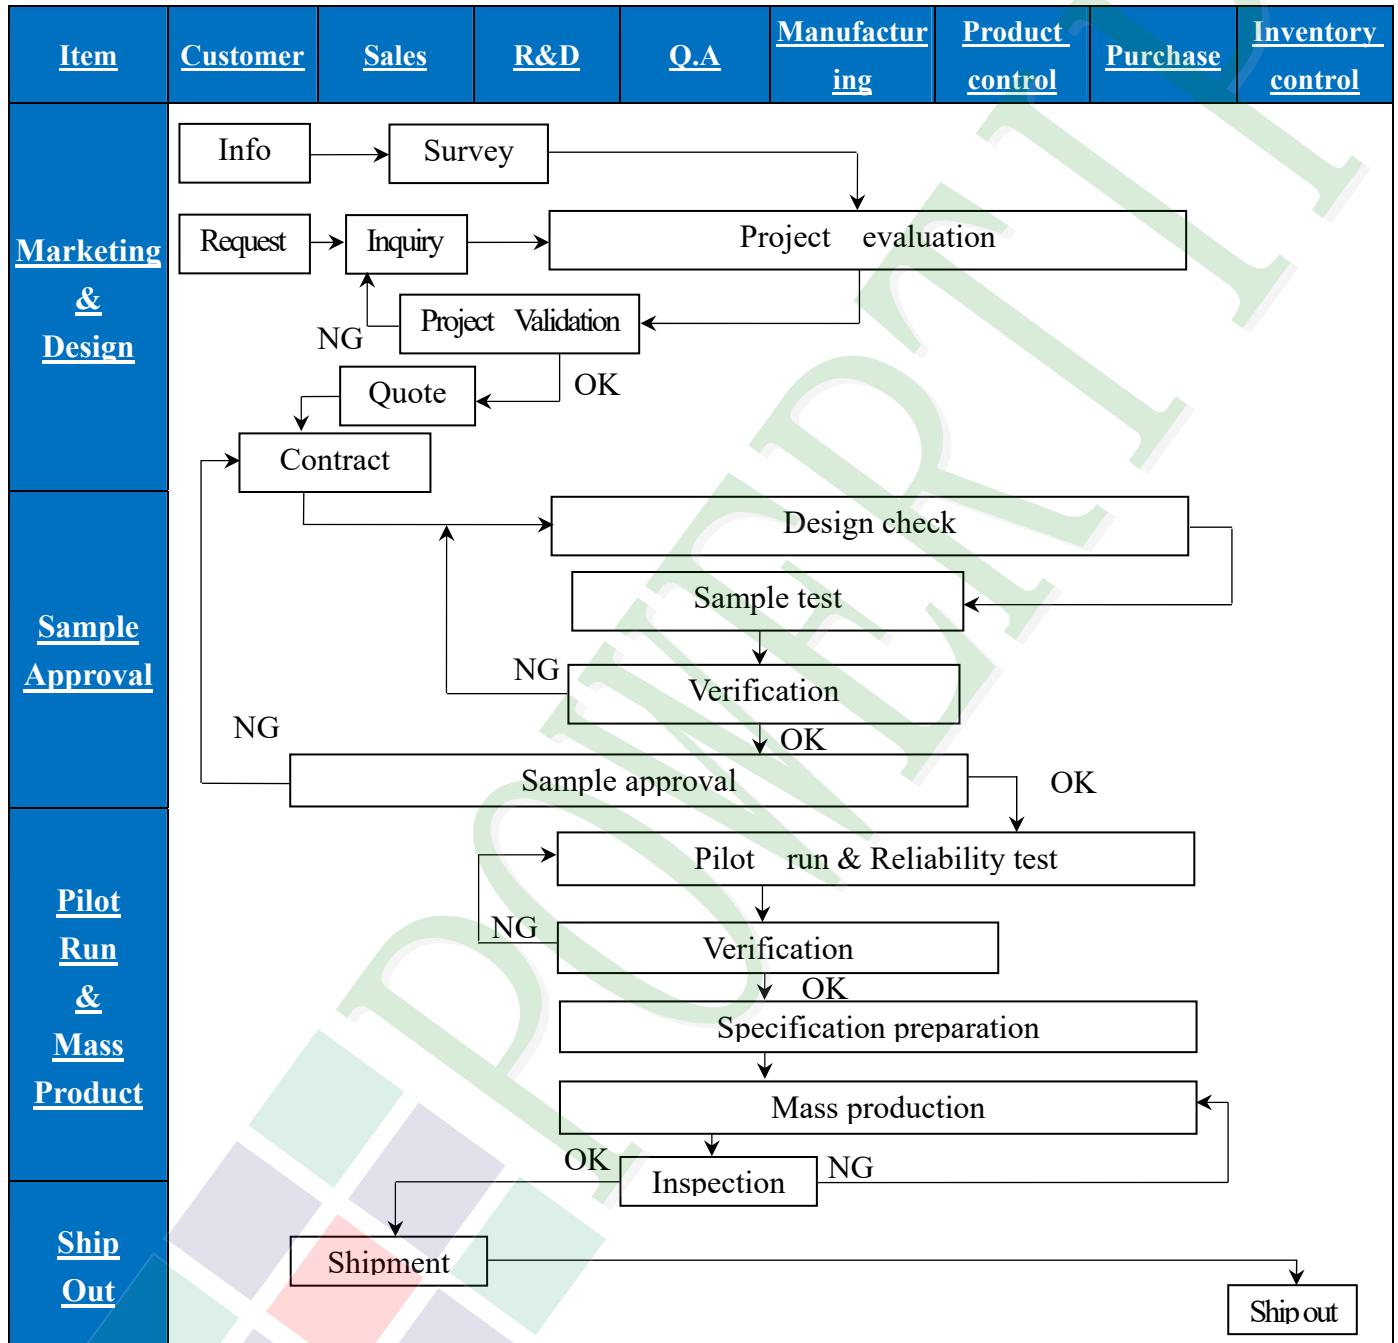 Item
Customer
Sales
R&D
Q.A
Manufactur
ing
Product
control
Purchase
Inventory
control
Marketing
&
Design
Info
Survey
Request
Inquiry
Project evaluation
NG
Project Validation
Quote
OK
Contract
Sample
Approval
Design check
Sample test
NG
Verification
NG
OK
Sample approval
OK
Pilot
Run
&
Mass
Product
Pilot run & Reliability test
NG
Verification
OK
Specification preparation
Mass production
OK
Inspection
NG
Ship
Out
Shipment
Ship out
POWERTIP